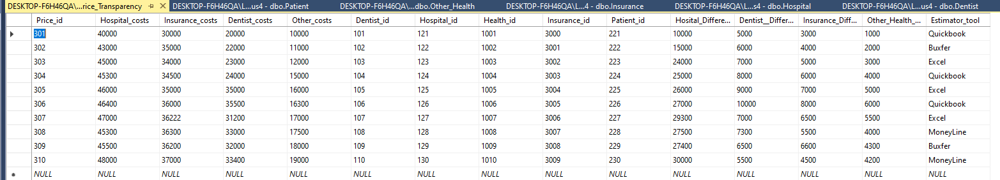 DESKTOP-F6H46QA\...rice_Transparency DESKTOP-F6H46QA\L...us4 - dbo.Patient DESKTOP-F6H46QA\L...dbo.Other_Health DESKTOP-F6H46QA\L...4 - dbo.Insurance DESKTOP-F6H46QA\L...s4 - dbo.Hospital DESKTOP-F6H46QA\L...us4 - dbo.Dentist
Price_id Hospital_costs Insurance_costs Dentist_costs Other_costs Dentist_id Hospital_id Health_id Insurance_id Patient_id Hosital_Differe... Dentist__Differ... Insurance_Diff... Other_Health_... Estimator_tool
301 40000 30000 20000 10000 101 121 1001 3000 221 10000 5000 3000 1000 Quickbook
302 43000 35000 22000 11000 102 122 1002 3001 222 15000 6000 4000 2000 Buxfer
303 45000 34000 23000 12000 103 123 1003 3002 223 24000 7000 5000 3000 Excel
304 45300 34500 24000 15000 104 124 1004 3003 224 25000 8000 6000 4000 Quickbook
305 46000 35000 35000 16000 105 125 1005 3004 225 26000 9000 7000 5000 Excel
306 46400 36000 35500 16300 106 126 1006 3005 226 27000 10000 8000 6000 Quickbook
307 47000 36222 31200 17000 107 127 1007 3006 227 29300 7000 6500 5500 Excel
308 45300 36300 33000 17500 108 128 1008 3007 228 27500 7300 5500 4000 MoneyLine
309 45500 36200 32000 18000 109 129 1009 3008 229 27400 6500 6600 4300 Buxfer
310 48000 37000 33400 19000 110 130 1010 3009 230 30000 5500 4500 4200 MoneyLine
NULL NULL NULL NULL NULL NULL NULL NULL NULL NULL NULL NULL NULL NULL NULL